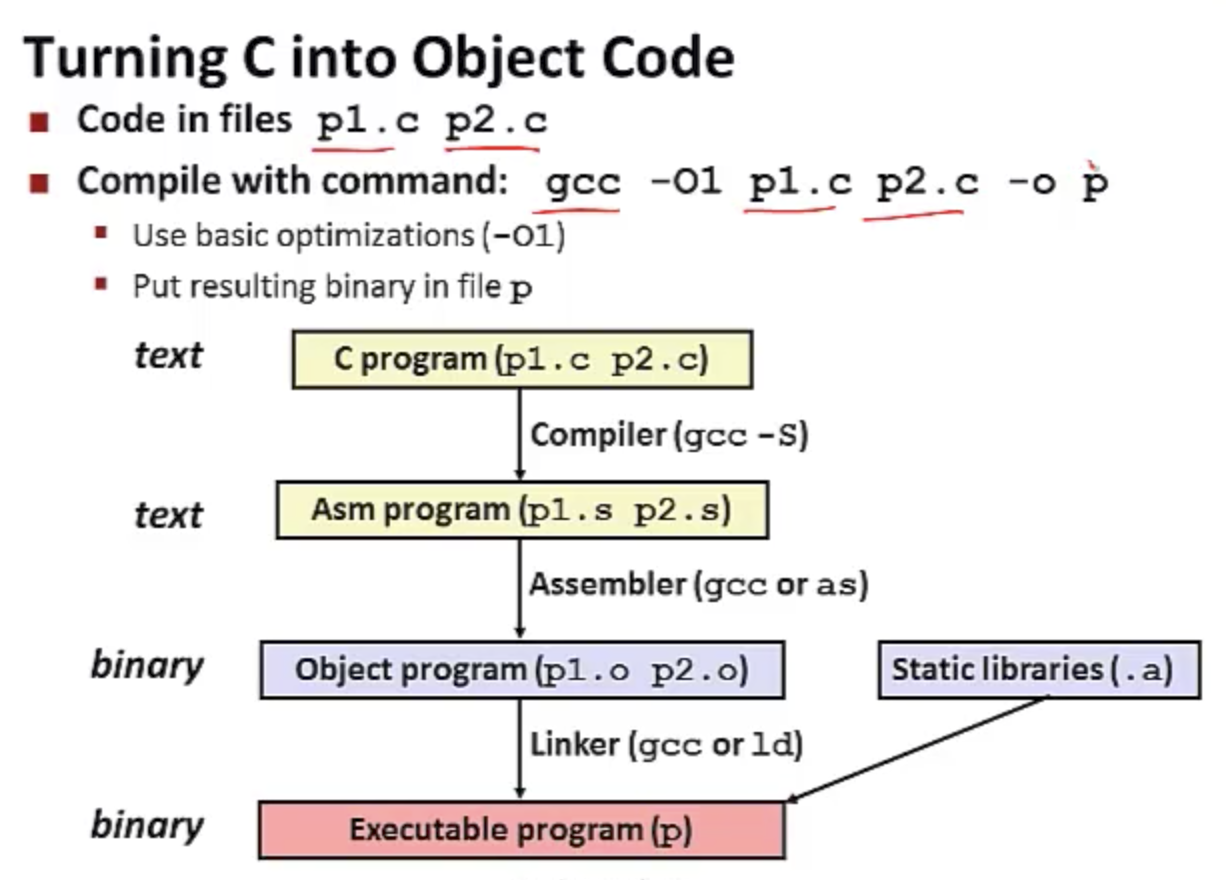 Turning C into Object Code
Code in files p1.c p2.c
Compile with command: gcc -O1 p1.c p2.c -o p
Use basic optimizations (-O1)
Put resulting binary in file p
text
C program (p1.c p2.c)
Compiler (gcc -S)
text
Asm program (p1.s p2.s)
Assembler (gcc or as)
binary
Object program (p1.o p2.o)
Static libraries (.a)
Linker (gcc or ld)
binary
Executable program (p)